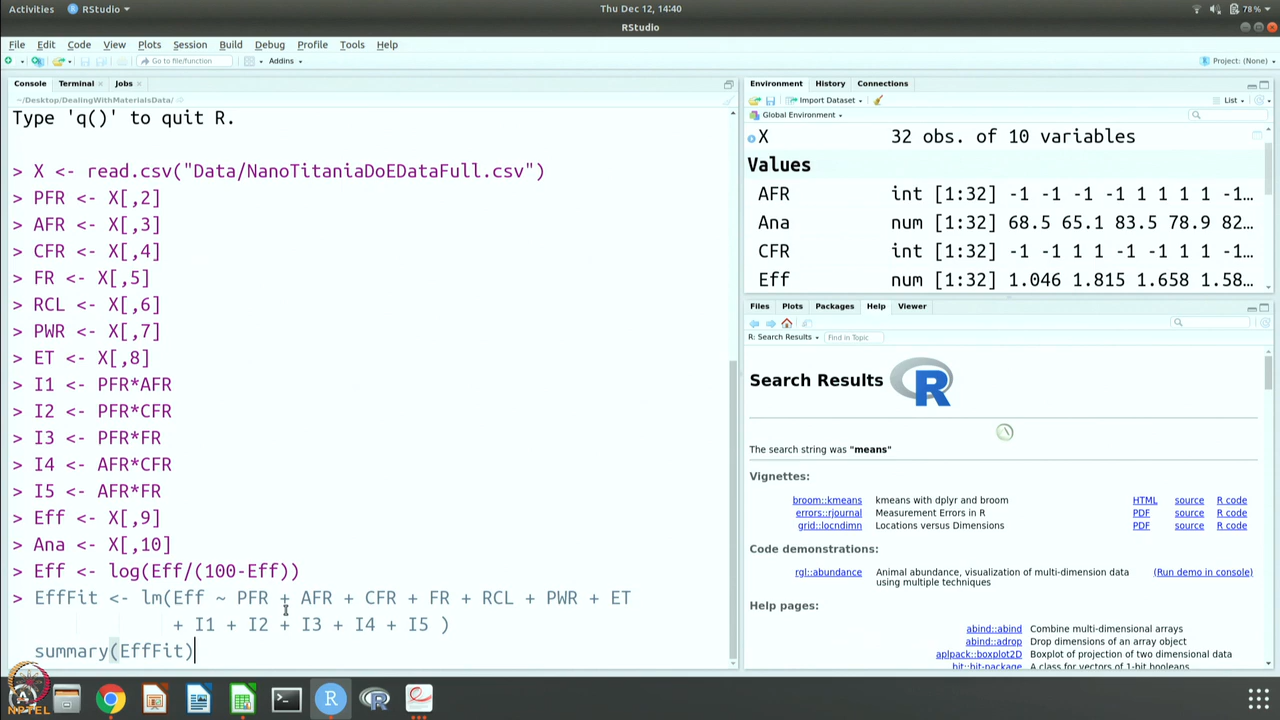 Activities RStudio Thu Dec 12, 14:40 78%
RStudio
File Edit Code View Plots Session Build Debug Profile Tools Help
Go to file/function Addins Project: (None)
Console Terminal Jobs
~/Desktop/DealingWithMaterialsData/
Type 'q()' to quit R.
> X <- read.csv("Data/NanoTitaniaDoEDataFull.csv")
> PFR <- X[,2]
> AFR <- X[,3]
> CFR <- X[,4]
> FR <- X[,5]
> RCL <- X[,6]
> PWR <- X[,7]
> ET <- X[,8]
> I1 <- PFR*AFR
> I2 <- PFR*CFR
> I3 <- PFR*FR
> I4 <- AFR*CFR
> I5 <- AFR*FR
> Eff <- X[,9]
> Ana <- X[,10]
> Eff <- log(Eff/(100-Eff))
> EffFit <- lm(Eff ~ PFR + AFR + CFR + FR + RCL + PWR + ET
+ I1 + I2 + I3 + I4 + I5 )
summary(EffFit)
Environment History Connections
Import Dataset List
Global Environment
X 32 obs. of 10 variables
Values
AFR int [1:32] -1 -1 -1 -1 1 1 1 1 -1…
Ana num [1:32] 68.5 65.1 83.5 78.9 82…
CFR int [1:32] -1 -1 1 1 -1 -1 1 1 -1…
Eff num [1:32] 1.046 1.815 1.658 1.58…
Files Plots Packages Help Viewer
R: Search Results Find in Topic
Search Results R
The search string was "means"
Vignettes:
broom::kmeans kmeans with dplyr and broom HTML source R code
errors::rjournal Measurement Errors in R PDF source R code
grid::locndimn Locations versus Dimensions PDF source R code
Code demonstrations:
rgl::abundance Animal abundance, visualization of multi-dimension data using multiple techniques (Run demo in console)
Help pages:
abind::abind Combine multi-dimensional arrays
abind::adrop Drop dimensions of an array object
aplpack::boxplot2D Boxplot of projection of two dimensional data
bit::bit-package A class for vectors of 1-bit booleans
NPTEL